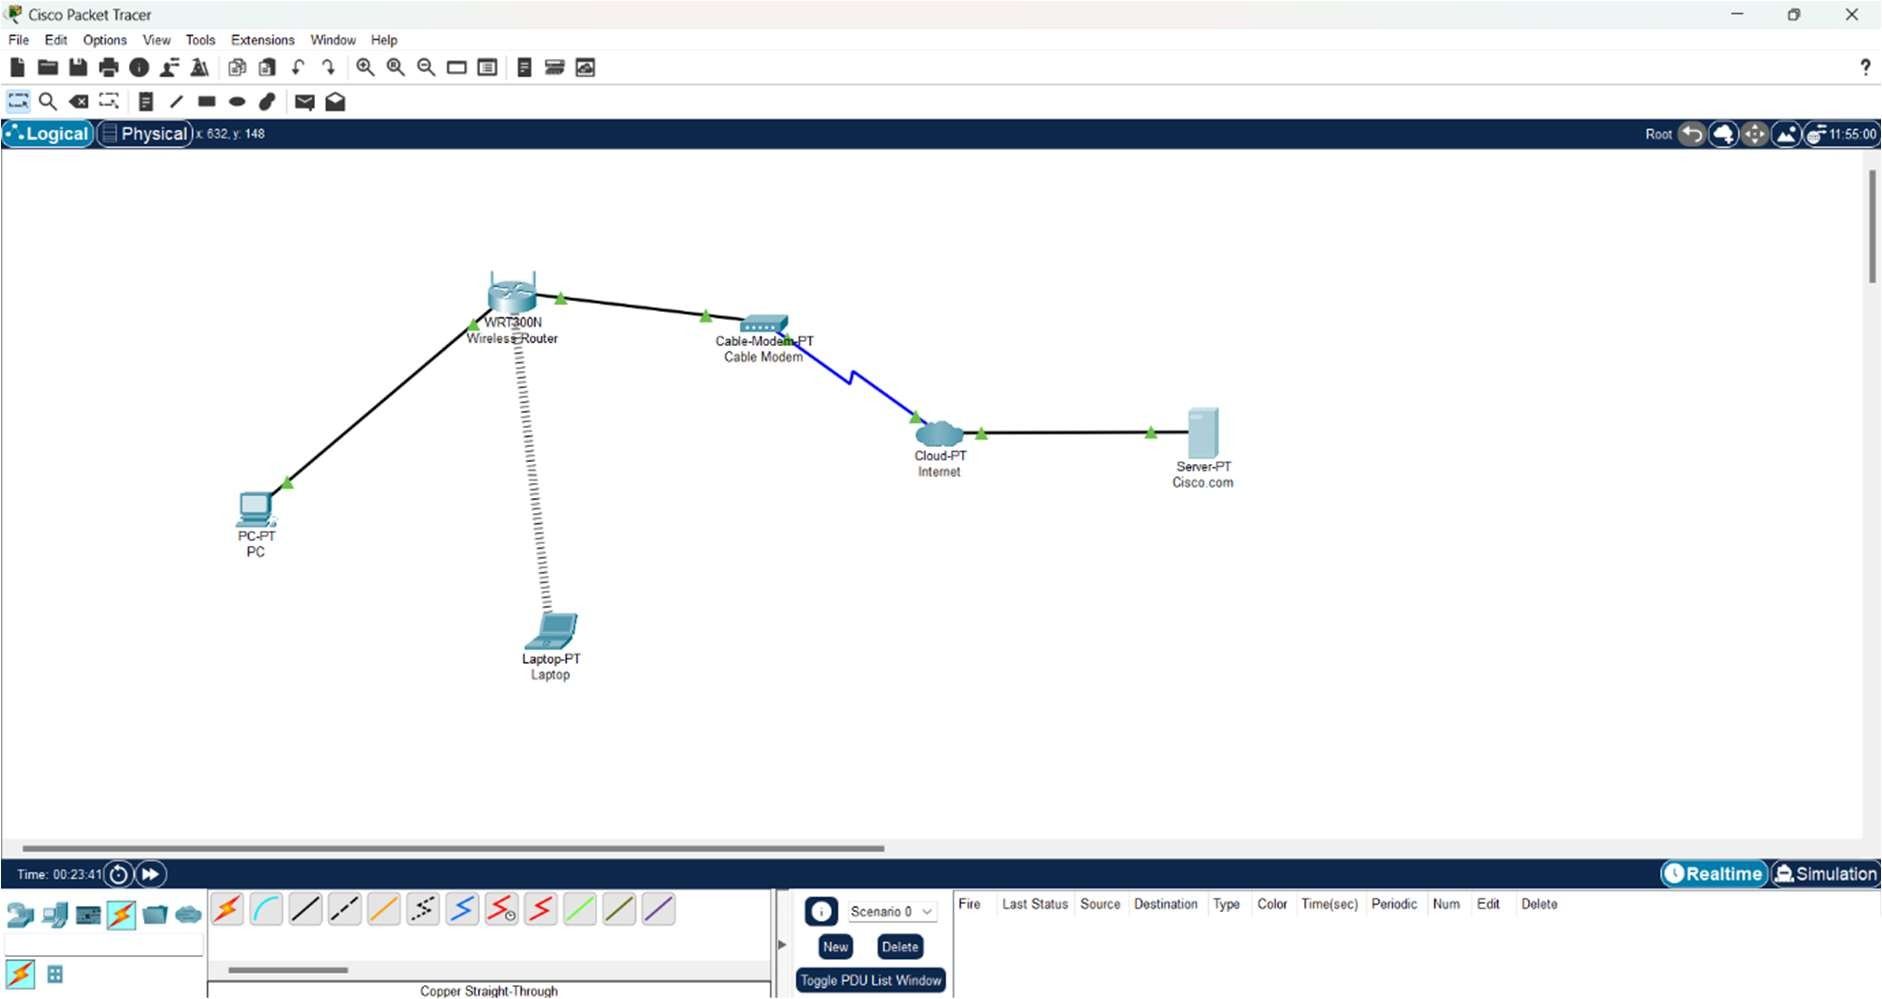 Cisco Packet Tracer
File Edit Options View Tools Extensions Window Help
?
Logical Physical x: 632, y: 148 Root 11:55:00
WRT300N
Wireless Router
Cable-Modem-PT
Cable Modem
Cloud-PT
Internet
Server-PT
Cisco.com
PC-PT
PC
Laptop-PT
Laptop
Time: 00:23:41 Realtime Simulation
Scenario 0
New Delete
Toggle PDU List Window
Fire Last Status Source Destination Type Color Time(sec) Periodic Num Edit Delete
Copper Straight-Through